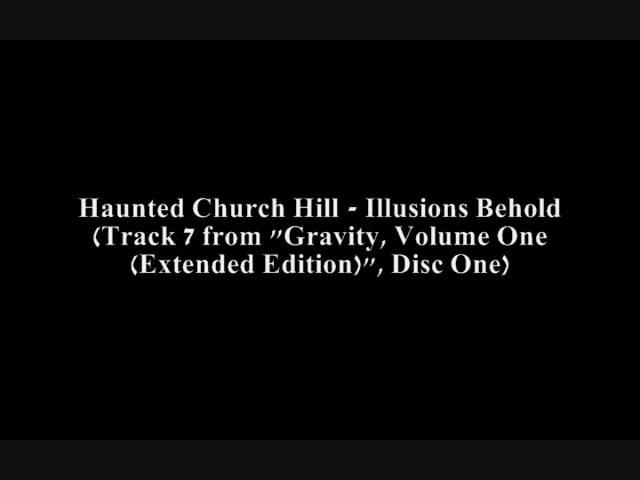 Haunted Church Hill - Illusions Behold
(Track 7 from "Gravity, Volume One
(Extended Edition)", Disc One)